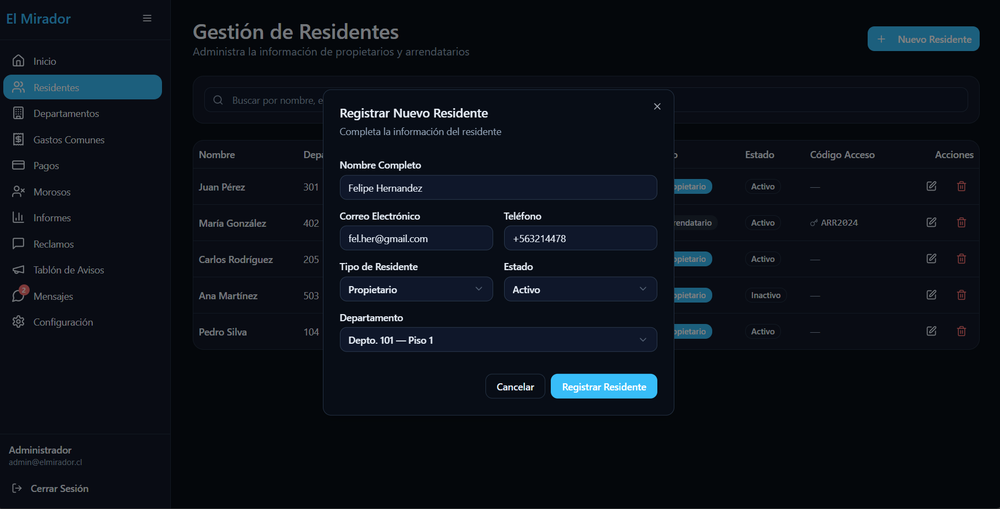 El Mirador
Inicio
Residentes
Departamentos
Gastos Comunes
Pagos
Morosos
Informes
Reclamos
Tablón de Avisos
2
Mensajes
Configuración
Administrador
admin@elmirador.cl
Cerrar Sesión
Gestión de Residentes
Administra la información de propietarios y arrendatarios
+ Nuevo Residente
Buscar por nombre, e
Nombre Depa o Estado Código Acceso Acciones
Juan Pérez 301 opietario Activo —
María González 402 rendatario Activo ARR2024
Carlos Rodríguez 205 opietario Activo —
Ana Martínez 503 opietario Inactivo —
Pedro Silva 104 opietario Activo —
Registrar Nuevo Residente
Completa la información del residente
Nombre Completo
Felipe Hernandez
Correo Electrónico Teléfono
fel.her@gmail.com +563214478
Tipo de Residente Estado
Propietario Activo
Departamento
Depto. 101 — Piso 1
Cancelar Registrar Residente